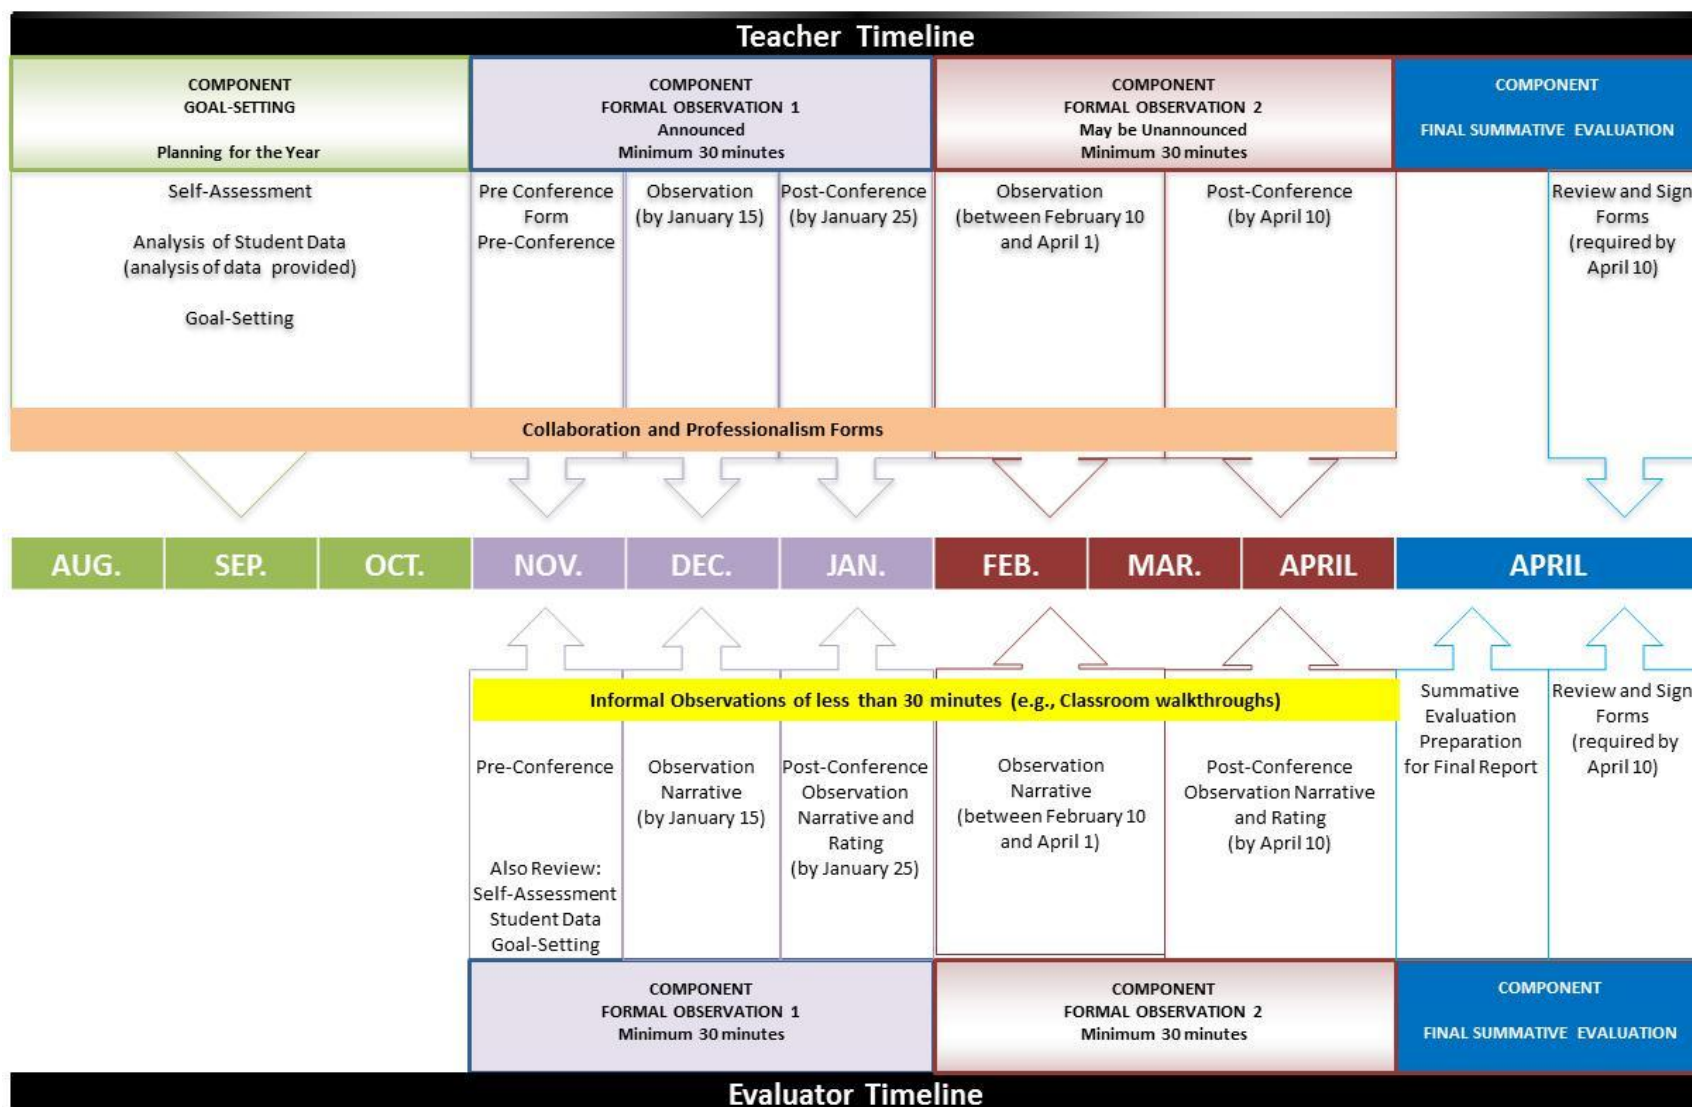 Teacher Timeline
COMPONENT
GOAL-SETTING
Planning for the Year
COMPONENT
FORMAL OBSERVATION 1
Announced
Minimum 30 minutes
COMPONENT
FORMAL OBSERVATION 2
May be Unannounced
Minimum 30 minutes
COMPONENT
FINAL SUMMATIVE EVALUATION
Self-Assessment
Analysis of Student Data
(analysis of data provided)
Goal-Setting
Pre Conference
Form
Pre-Conference
Observation
(by January 15)
Post-Conference
(by January 25)
Observation
(between February 10
and April 1)
Post-Conference
(by April 10)
Review and Sign
Forms
(required by
April 10)
Collaboration and Professionalism Forms
AUG.
SEP.
OCT.
NOV.
DEC.
JAN.
FEB.
MAR.
APRIL
APRIL
Informal Observations of less than 30 minutes (e.g., Classroom walkthroughs)
Pre-Conference
Also Review:
Self-Assessment
Student Data
Goal-Setting
Observation
Narrative
(by January 15)
Post-Conference
Observation
Narrative and
Rating
(by January 25)
Observation
Narrative
(between February 10
and April 1)
Post-Conference
Observation Narrative
and Rating
(by April 10)
Summative
Evaluation
Preparation
for Final Report
Review and Sign
Forms
(required by
April 10)
COMPONENT
FORMAL OBSERVATION 1
Minimum 30 minutes
COMPONENT
FORMAL OBSERVATION 2
Minimum 30 minutes
COMPONENT
FINAL SUMMATIVE EVALUATION
Evaluator Timeline